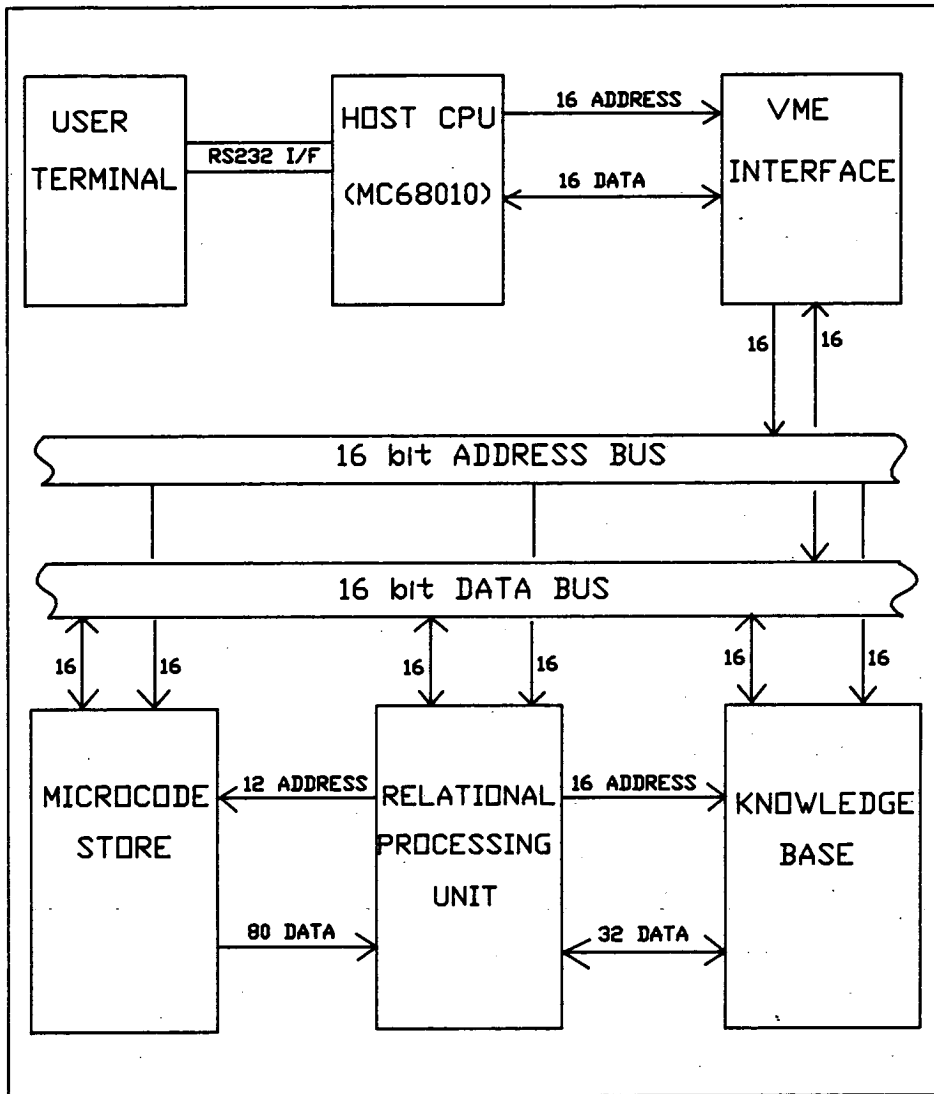 USER
TERMINAL
RS232 I/F
HOST CPU
(MC68010)
16 ADDRESS
16 DATA
VME
INTERFACE
16
16
16 bit ADDRESS BUS
16 bit DATA BUS
16
16
16
16
16
16
MICROCODE
STORE
12 ADDRESS
80 DATA
RELATIONAL
PROCESSING
UNIT
16 ADDRESS
32 DATA
KNOWLEDGE
BASE